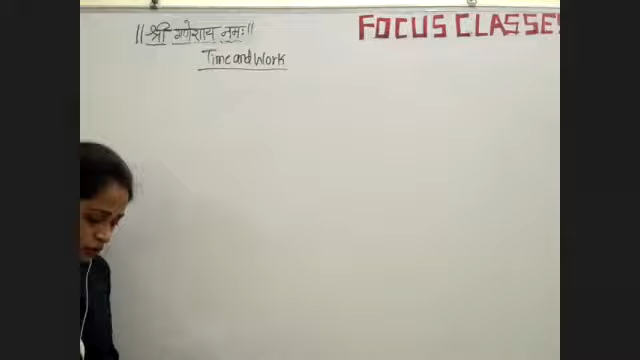 ॥ श्री गणेशाय नमः ॥
FOCUS CLASSES
Time and Work